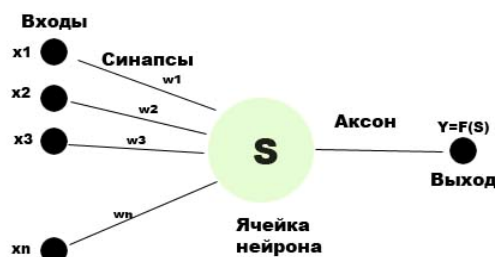 Входы
x1
Синапсы
w1
x2
w2
x3
w3
S
Аксон
Y=F(S)
Выход
wn
xn
Ячейка
нейрона